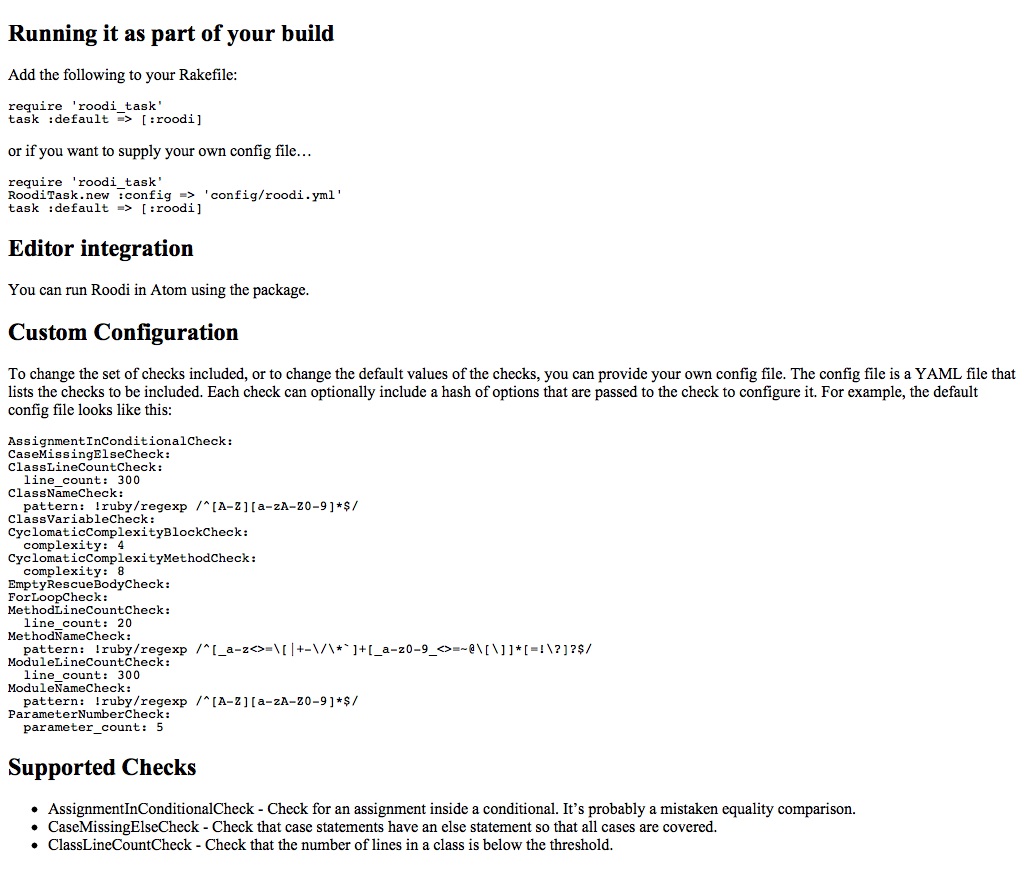 Running it as part of your build
Add the following to your Rakefile:
require 'roodi_task'
task :default => [:roodi]
or if you want to supply your own config file…
require 'roodi_task'
RoodiTask.new :config => 'config/roodi.yml'
task :default => [:roodi]
Editor integration
You can run Roodi in Atom using the package.
Custom Configuration
To change the set of checks included, or to change the default values of the checks, you can provide your own config file. The config file is a YAML file that
lists the checks to be included. Each check can optionally include a hash of options that are passed to the check to configure it. For example, the default
config file looks like this:
AssignmentInConditionalCheck:
CaseMissingElseCheck:
ClassLineCountCheck:
  line_count: 300
ClassNameCheck:
  pattern: !ruby/regexp /^[A-Z][a-zA-Z0-9]*$/
ClassVariableCheck:
CyclomaticComplexityBlockCheck:
  complexity: 4
CyclomaticComplexityMethodCheck:
  complexity: 8
EmptyRescueBodyCheck:
ForLoopCheck:
MethodLineCountCheck:
  line_count: 20
MethodNameCheck:
  pattern: !ruby/regexp /^[_a-z<>=\[|+-\/\*`]+[_a-z0-9_<>=~@\[\]]*[=!\?]?$/
ModuleLineCountCheck:
  line_count: 300
ModuleNameCheck:
  pattern: !ruby/regexp /^[A-Z][a-zA-Z0-9]*$/
ParameterNumberCheck:
  parameter_count: 5
Supported Checks
• AssignmentInConditionalCheck - Check for an assignment inside a conditional. It’s probably a mistaken equality comparison.
• CaseMissingElseCheck - Check that case statements have an else statement so that all cases are covered.
• ClassLineCountCheck - Check that the number of lines in a class is below the threshold.